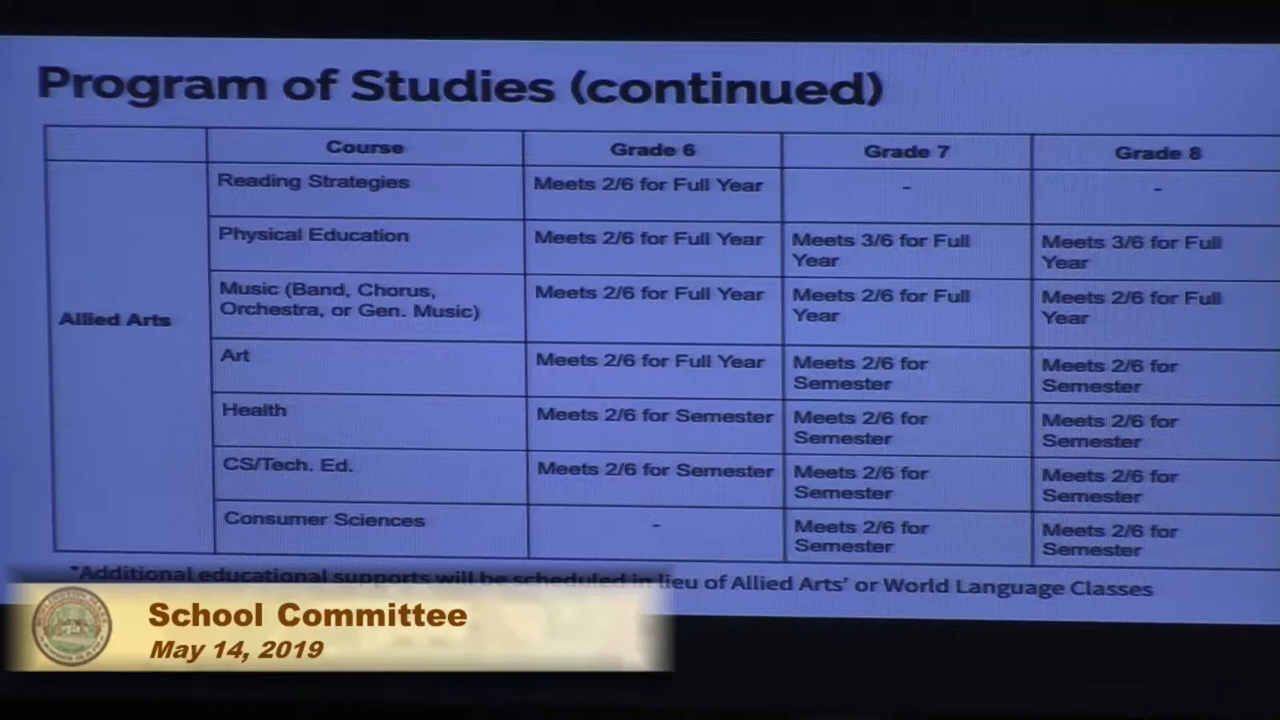 Program of Studies (continued)
Course Grade 6 Grade 7 Grade 8
Allied Arts
Reading Strategies Meets 2/6 for Full Year - -
Physical Education Meets 2/6 for Full Year Meets 3/6 for Full Meets 3/6 for Full
Year Year
Music (Band, Chorus, Meets 2/6 for Full Year Meets 2/6 for Full Meets 2/6 for Full
Orchestra, or Gen. Music) Year Year
Art Meets 2/6 for Full Year Meets 2/6 for Meets 2/6 for
Semester Semester
Health Meets 2/6 for Semester Meets 2/6 for Meets 2/6 for
Semester Semester
CS/Tech. Ed. Meets 2/6 for Semester Meets 2/6 for Meets 2/6 for
Semester Semester
Consumer Sciences - Meets 2/6 for Meets 2/6 for
Semester Semester
*Additional educational supports will be scheduled in lieu of Allied Arts' or World Language Classes
School Committee
May 14, 2019